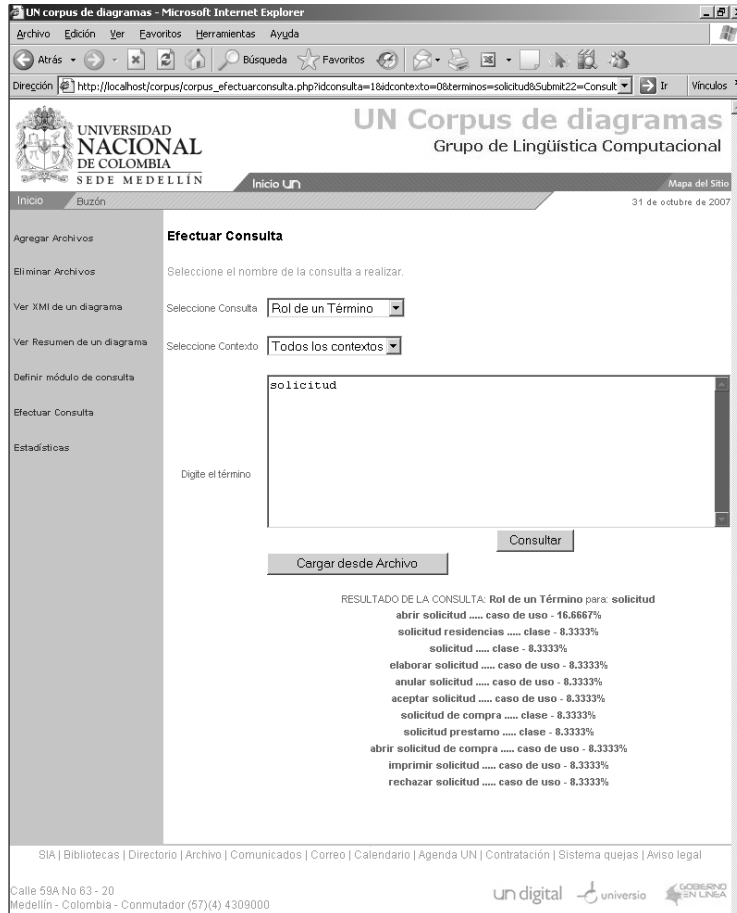 UN corpus de diagramas - Microsoft Internet Explorer
Archivo Edición Ver Favoritos Herramientas Ayuda
Atrás Búsqueda Favoritos
Dirección http://localhost/corpus/corpus_efectuarconsulta.php?idconsulta=1&idcontexto=0&terminos=solicitud&Submit22=Consult Ir Vínculos
UNIVERSIDAD
NACIONAL
DE COLOMBIA
SEDE MEDELLÍN
UN Corpus de diagramas
Grupo de Lingüística Computacional
Inicio un
Mapa del Sitio
Inicio Buzón
31 de octubre de 2007
Agregar Archivos
Eliminar Archivos
Ver XMI de un diagrama
Ver Resumen de un diagrama
Definir módulo de consulta
Efectuar Consulta
Estadísticas
Efectuar Consulta
Seleccione el nombre de la consulta a realizar.
Seleccione Consulta Rol de un Término
Seleccione Contexto Todos los contextos
Digite el término
solicitud
Consultar
Cargar desde Archivo
RESULTADO DE LA CONSULTA: Rol de un Término para: solicitud
abrir solicitud ..... caso de uso - 16.6667%
solicitud residencias ..... clase - 8.3333%
solicitud ..... clase - 8.3333%
elaborar solicitud ..... caso de uso - 8.3333%
anular solicitud ..... caso de uso - 8.3333%
aceptar solicitud ..... caso de uso - 8.3333%
solicitud de compra ..... clase - 8.3333%
solicitud prestamo ..... clase - 8.3333%
abrir solicitud de compra ..... caso de uso - 8.3333%
imprimir solicitud ..... caso de uso - 8.3333%
rechazar solicitud ..... caso de uso - 8.3333%
SIA | Bibliotecas | Directorio | Archivo | Comunicados | Correo | Calendario | Agenda UN | Contratación | Sistema quejas | Aviso legal
Calle 59A No 63 - 20
Medellín - Colombia - Conmutador (57)(4) 4309000
un digital universio GOBIERNO
EN LÍNEA